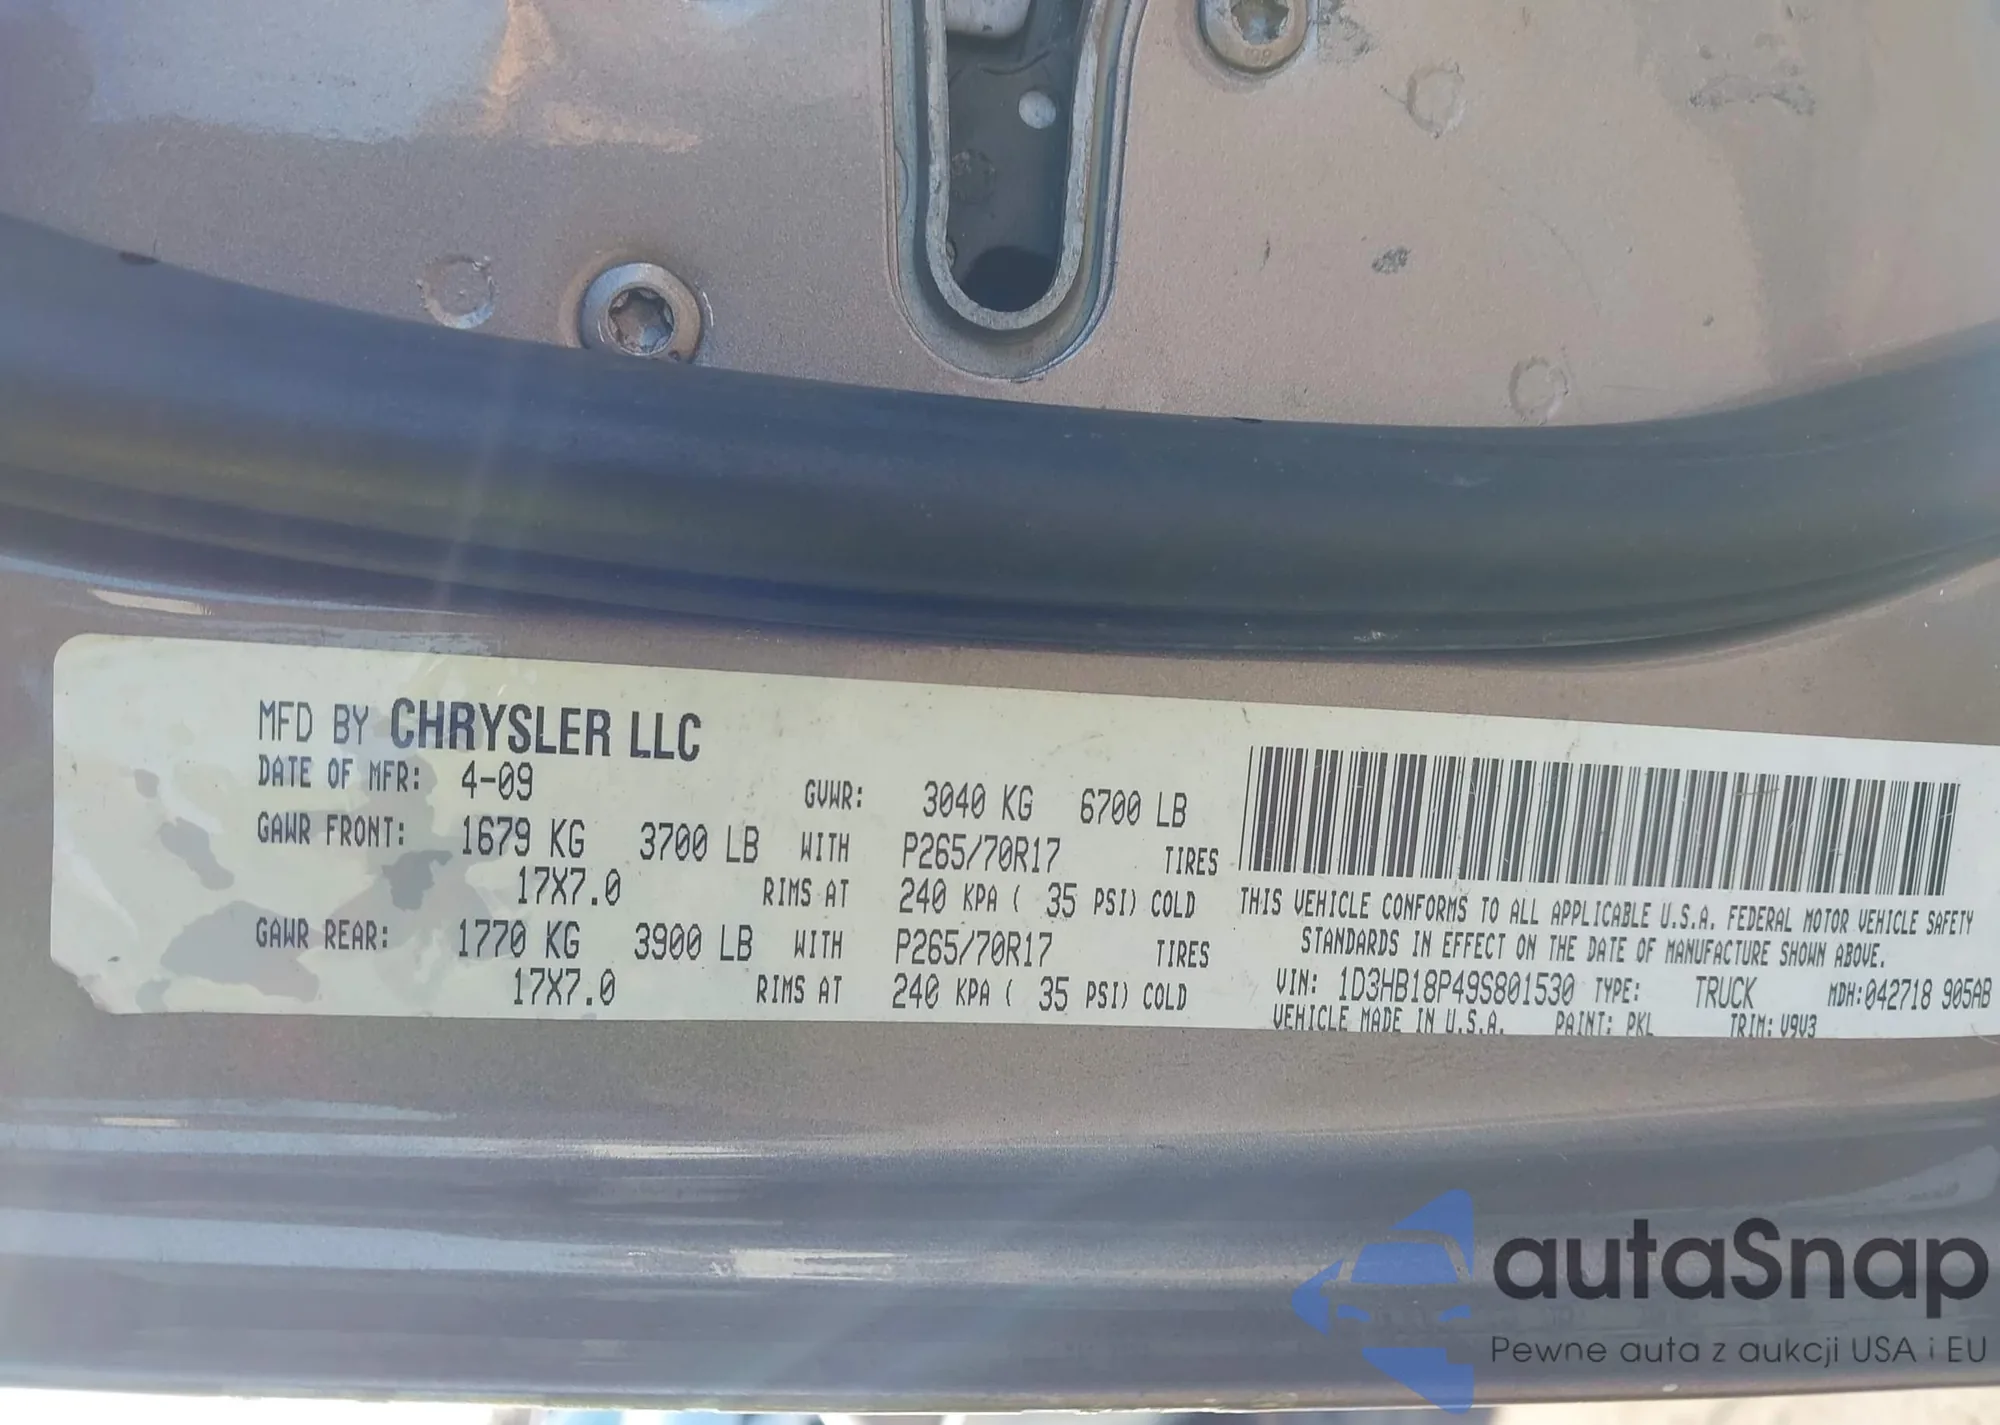 MFD BY CHRYSLER LLC
DATE OF MFR: 4-09 GVWR: 3040 KG 6700 LB
GAWR FRONT: 1679 KG 3700 LB WITH P265/70R17 TIRES
17X7.0 RIMS AT 240 KPA ( 35 PSI) COLD
GAWR REAR: 1770 KG 3900 LB WITH P265/70R17 TIRES
17X7.0 RIMS AT 240 KPA ( 35 PSI) COLD
THIS VEHICLE CONFORMS TO ALL APPLICABLE U.S.A. FEDERAL MOTOR VEHICLE SAFETY
STANDARDS IN EFFECT ON THE DATE OF MANUFACTURE SHOWN ABOVE.
VIN: 1D3HB18P49S801530 TYPE: TRUCK MDH:042718 905AB
VEHICLE MADE IN U.S.A. PAINT: PKL TRIM: V9V3
autaSnap
Pewne auta z aukcji USA i EU